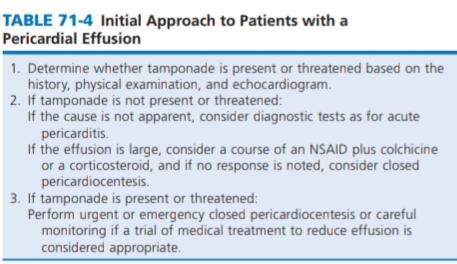 TABLE 71-4 Initial Approach to Patients with a
Pericardial Effusion
1. Determine whether tamponade is present or threatened based on the
history, physical examination, and echocardiogram.
2. If tamponade is not present or threatened:
If the cause is not apparent, consider diagnostic tests as for acute
pericarditis.
If the effusion is large, consider a course of an NSAID plus colchicine
or a corticosteroid, and if no response is noted, consider closed
pericardiocentesis.
3. If tamponade is present or threatened:
Perform urgent or emergency closed pericardiocentesis or careful
monitoring if a trial of medical treatment to reduce effusion is
considered appropriate.